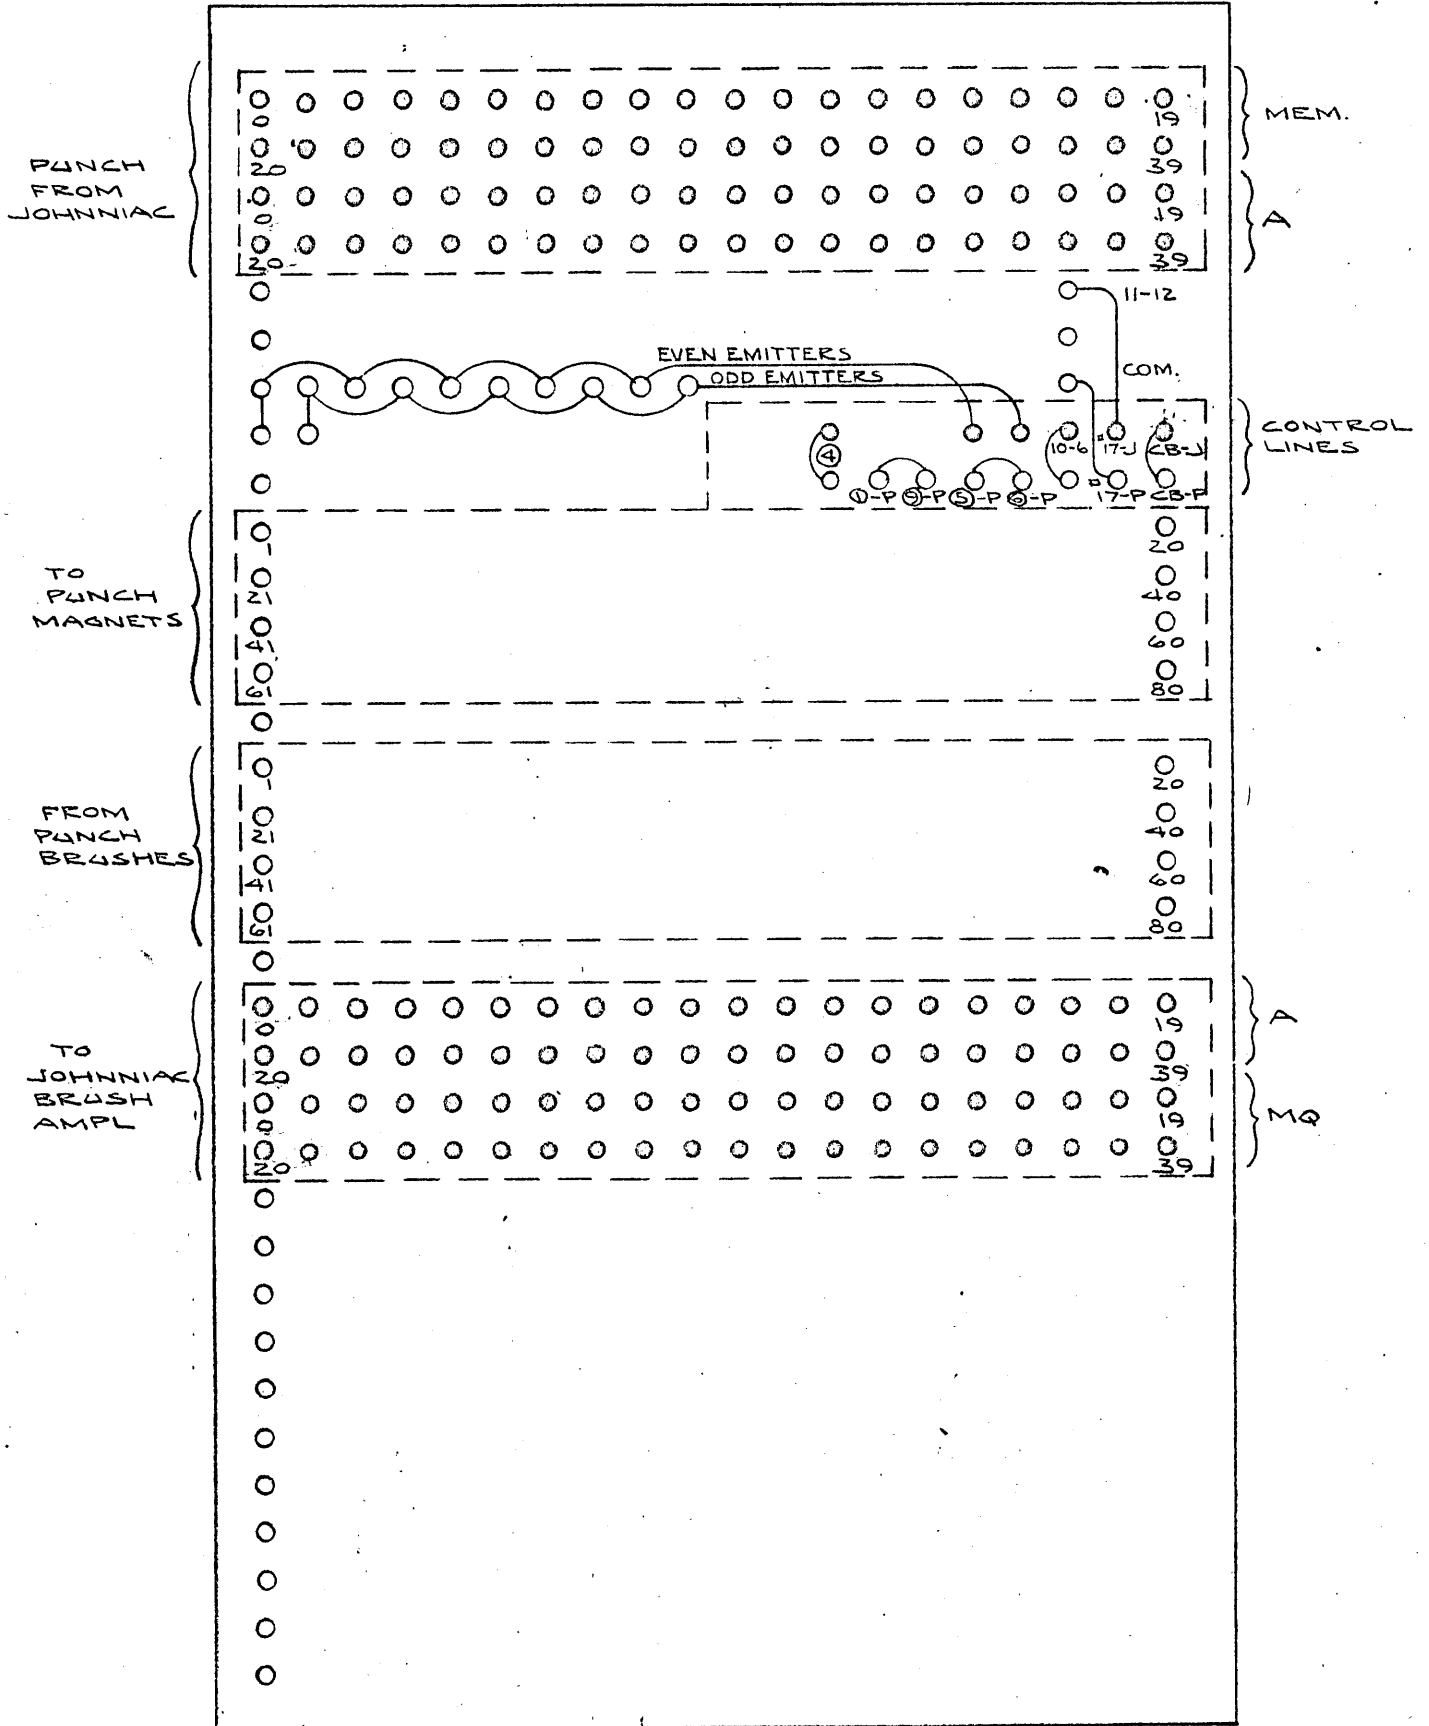 PUNCH
FROM
JOHNNIAC
MEM.
A
0 19
20 39
0 19
20 39
11-12
COM.
EVEN EMITTERS
ODD EMITTERS
CONTROL
LINES
4
10-6 17-J CB-J
1-P 5-P 6-P 17-P CB-P
TO
PUNCH
MAGNETS
1 20
21 40
41 60
61 80
FROM
PUNCH
BRUSHES
1 20
21 40
41 60
61 80
TO
JOHNNIAC
BRUSH
AMPL
A
MQ
0 19
20 39
0 19
20 39